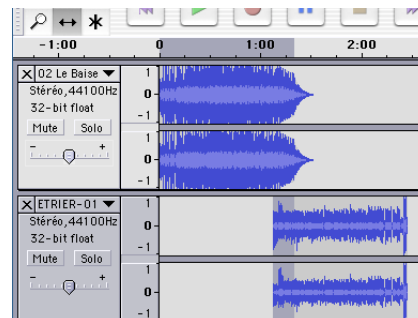 -1:00 0 1:00 2:00
X 02 Le Baise ▼
Stéréo,44100Hz
32-bit float
Mute Solo
- +
1
0-
-1
1
0-
-1
X ETRIER-01 ▼
Stéréo,44100Hz
32-bit float
Mute Solo
- +
1
0-
-1
1
0-
-1